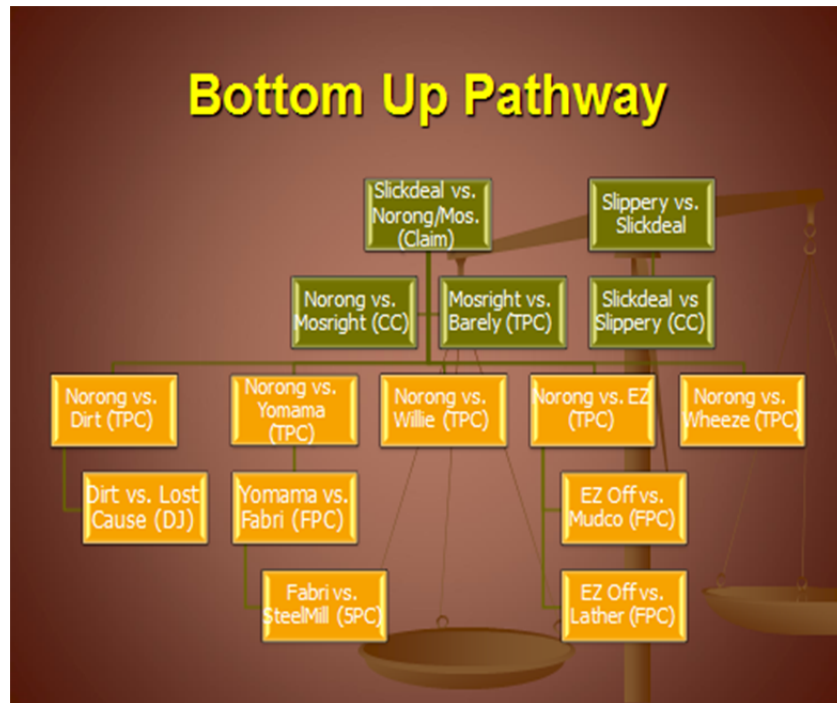 Bottom Up Pathway
Slickdeal vs.
Norong/Mos.
(Claim)
Slippery vs.
Slickdeal
Norong vs.
Mosright (CC)
Mosright vs.
Barely (TPC)
Slickdeal vs
Slippery (CC)
Norong vs.
Dirt (TPC)
Norong vs.
Yomama
(TPC)
Norong vs.
Willie (TPC)
Norong vs. EZ
(TPC)
Norong vs.
Wheeze (TPC)
Dirt vs. Lost
Cause (DJ)
Yomama vs.
Fabri (FPC)
EZ Off vs.
Mudco (FPC)
Fabri vs.
SteelMill (5PC)
EZ Off vs.
Lather (FPC)